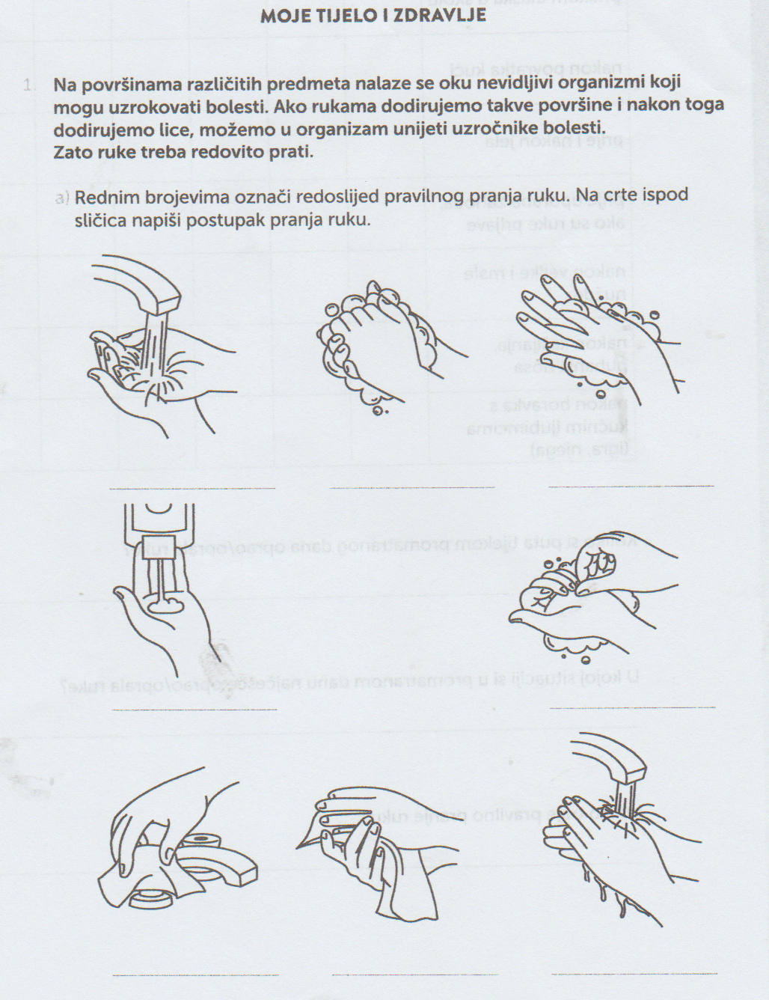 MOJE TIJELO I ZDRAVLJE
1. Na površinama različitih predmeta nalaze se oku nevidljivi organizmi koji
mogu uzrokovati bolesti. Ako rukama dodirujemo takve površine i nakon toga
dodirujemo lice, možemo u organizam unijeti uzročnike bolesti.
Zato ruke treba redovito prati.
a) Rednim brojevima označi redoslijed pravilnog pranja ruku. Na crte ispod
sličica napiši postupak pranja ruku.